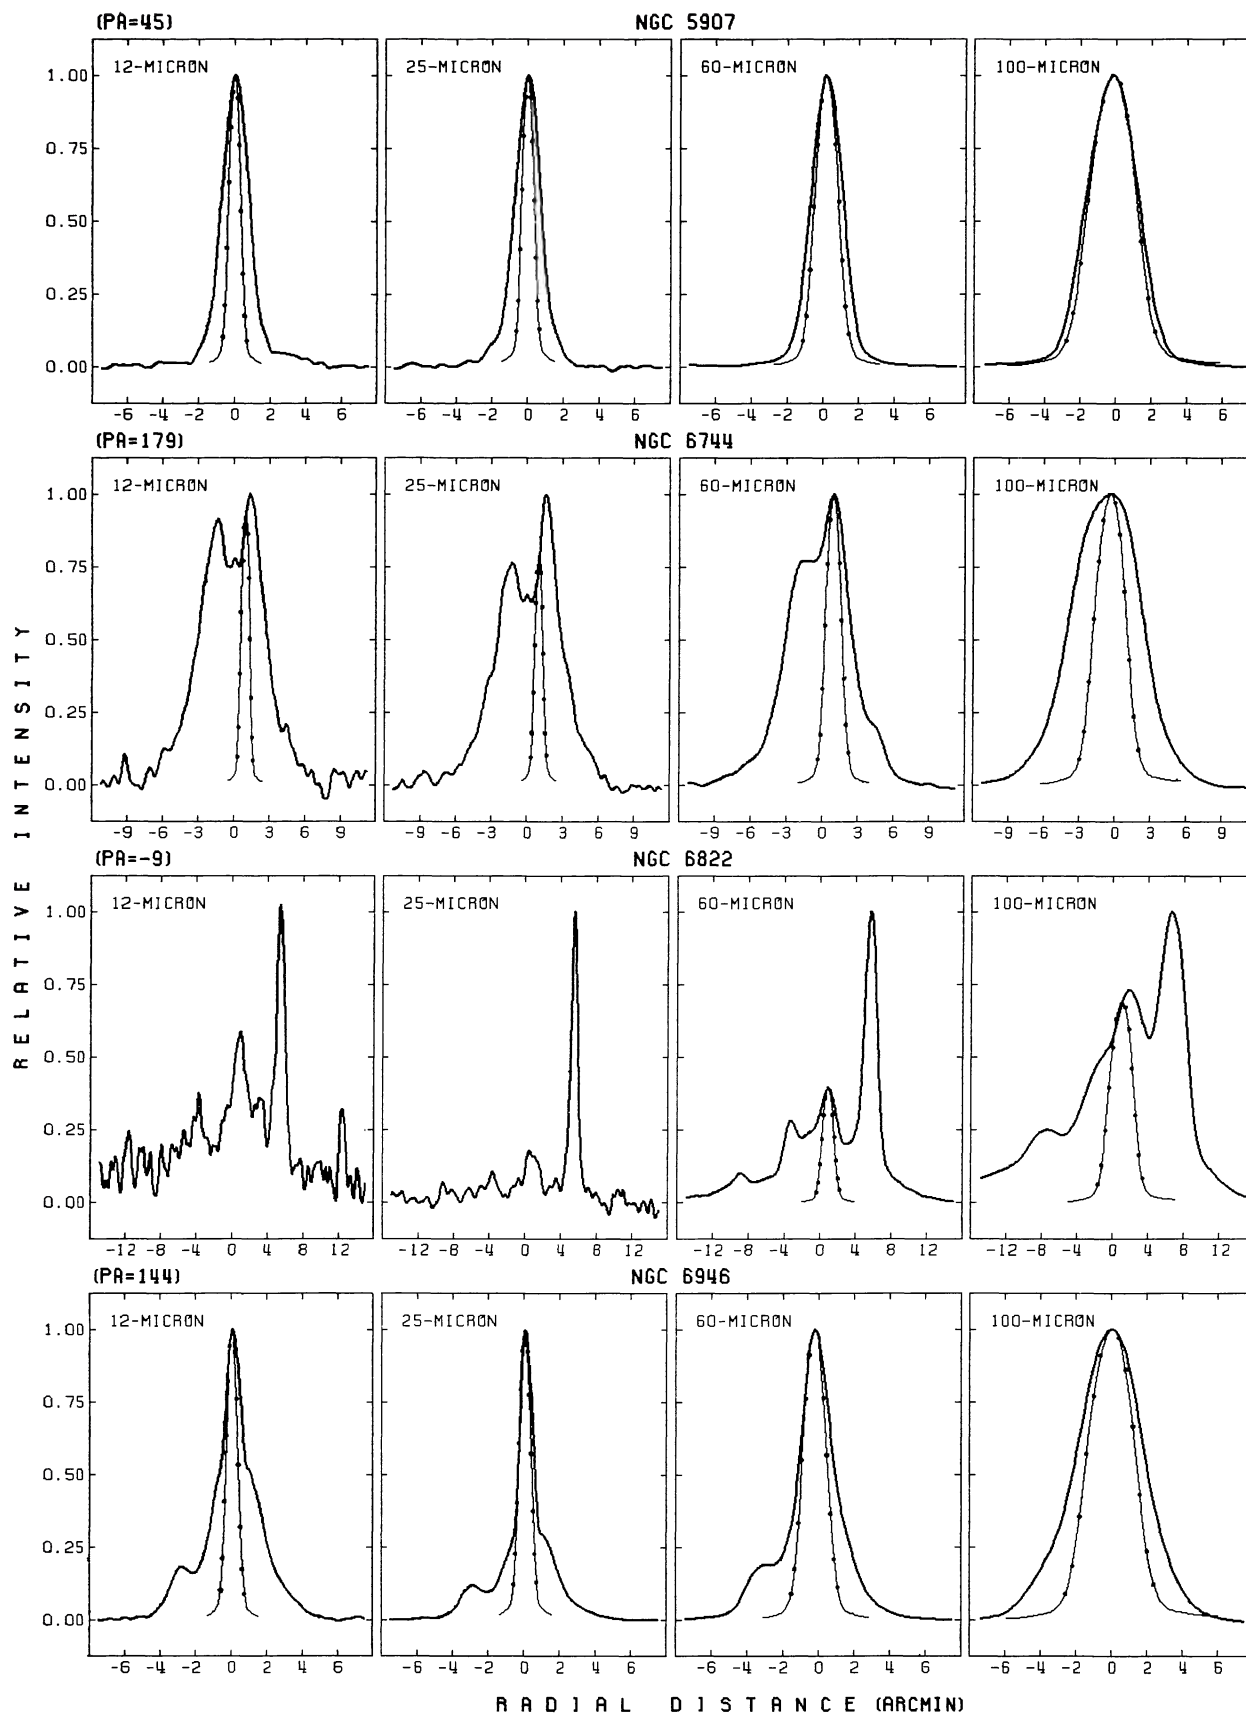 (PA=45) NGC 5907
12-MICRON 25-MICRON 60-MICRON 100-MICRON
1.00
0.75
0.50
0.25
0.00
-6 -4 -2 0 2 4 6 -6 -4 -2 0 2 4 6 -6 -4 -2 0 2 4 6 -6 -4 -2 0 2 4 6
(PA=179) NGC 6744
12-MICRON 25-MICRON 60-MICRON 100-MICRON
1.00
0.75
0.50
0.25
0.00
-9 -6 -3 0 3 6 9 -9 -6 -3 0 3 6 9 -9 -6 -3 0 3 6 9 -9 -6 -3 0 3 6 9
(PA=-9) NGC 6822
12-MICRON 25-MICRON 60-MICRON 100-MICRON
1.00
0.75
0.50
0.25
0.00
-12 -8 -4 0 4 8 12 -12 -8 -4 0 4 8 12 -12 -8 -4 0 4 8 12 -12 -8 -4 0 4 8 12
(PA=144) NGC 6946
12-MICRON 25-MICRON 60-MICRON 100-MICRON
1.00
0.75
0.50
0.25
0.00
-6 -4 -2 0 2 4 6 -6 -4 -2 0 2 4 6 -6 -4 -2 0 2 4 6 -6 -4 -2 0 2 4 6
RELATIVE INTENSITY
RADIAL DISTANCE (ARCMIN)